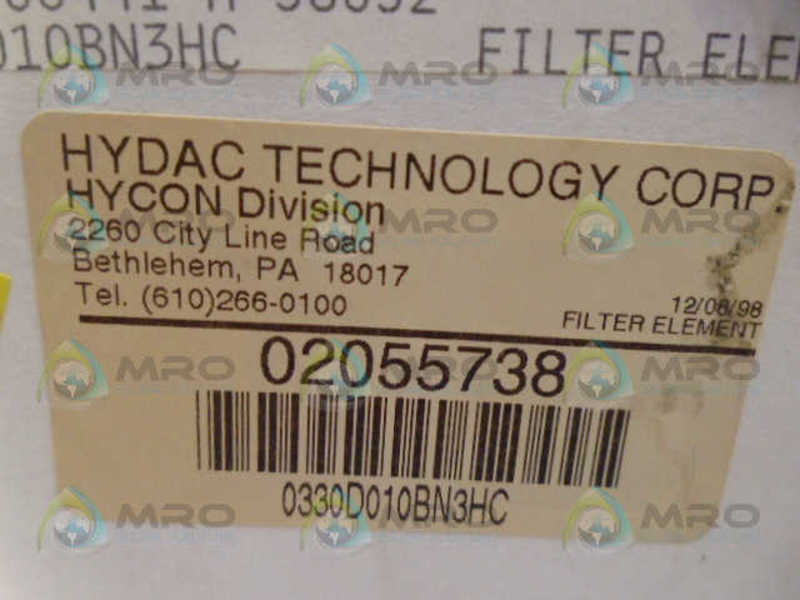 010BN3HC FILTER ELE
HYDAC TECHNOLOGY CORP
HYCON Division
2260 City Line Road
Bethlehem, PA 18017
Tel. (610)266-0100
12/08/98
FILTER ELEMENT
02055738
0330D010BN3HC
MRO